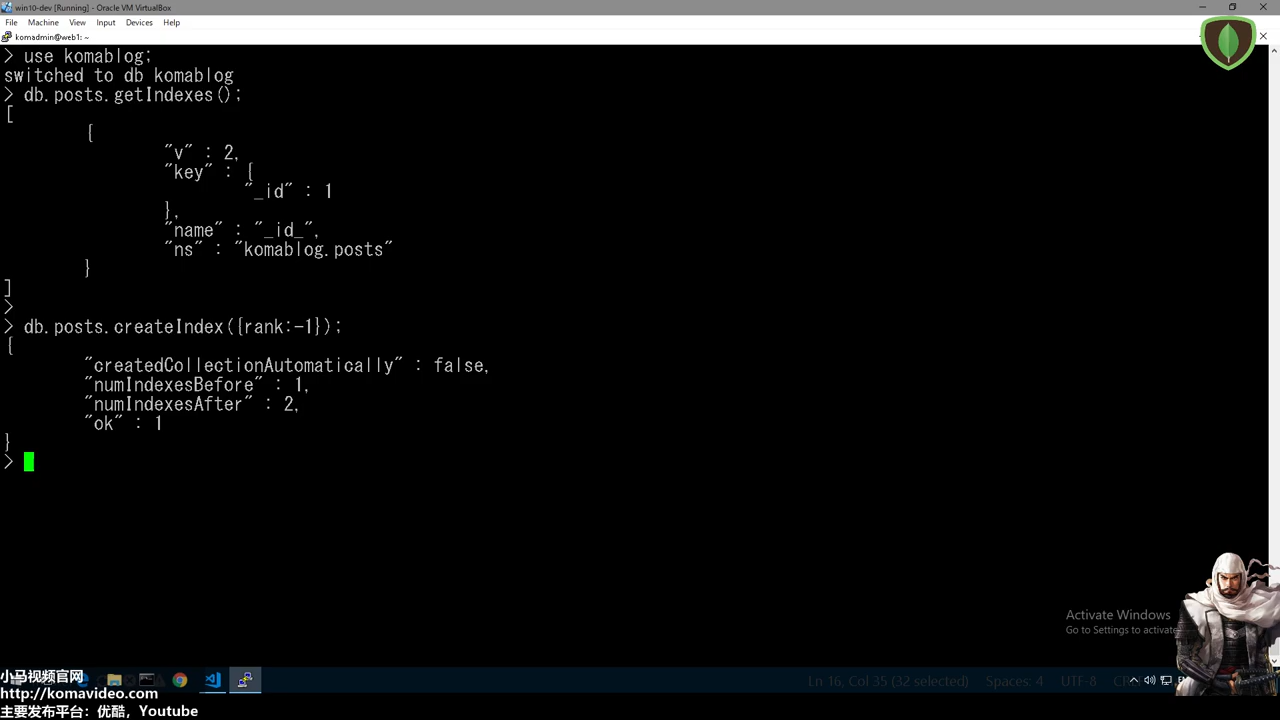 win10-dev [Running] - Oracle VM VirtualBox
File Machine View Input Devices Help
komadmin@web1: ~
> use komablog;
switched to db komablog
> db.posts.getIndexes();
[
{
"v" : 2,
"key" : {
"_id" : 1
},
"name" : "_id_",
"ns" : "komablog.posts"
}
]
>
> db.posts.createIndex({rank:-1});
{
"createdCollectionAutomatically" : false,
"numIndexesBefore" : 1,
"numIndexesAfter" : 2,
"ok" : 1
}
>
Activate Windows
Go to Settings to activate
小马视频官网
http://komavideo.com
主要发布平台：优酷，Youtube
Ln 16, Col 35 (32 selected) Spaces: 4 UTF-8